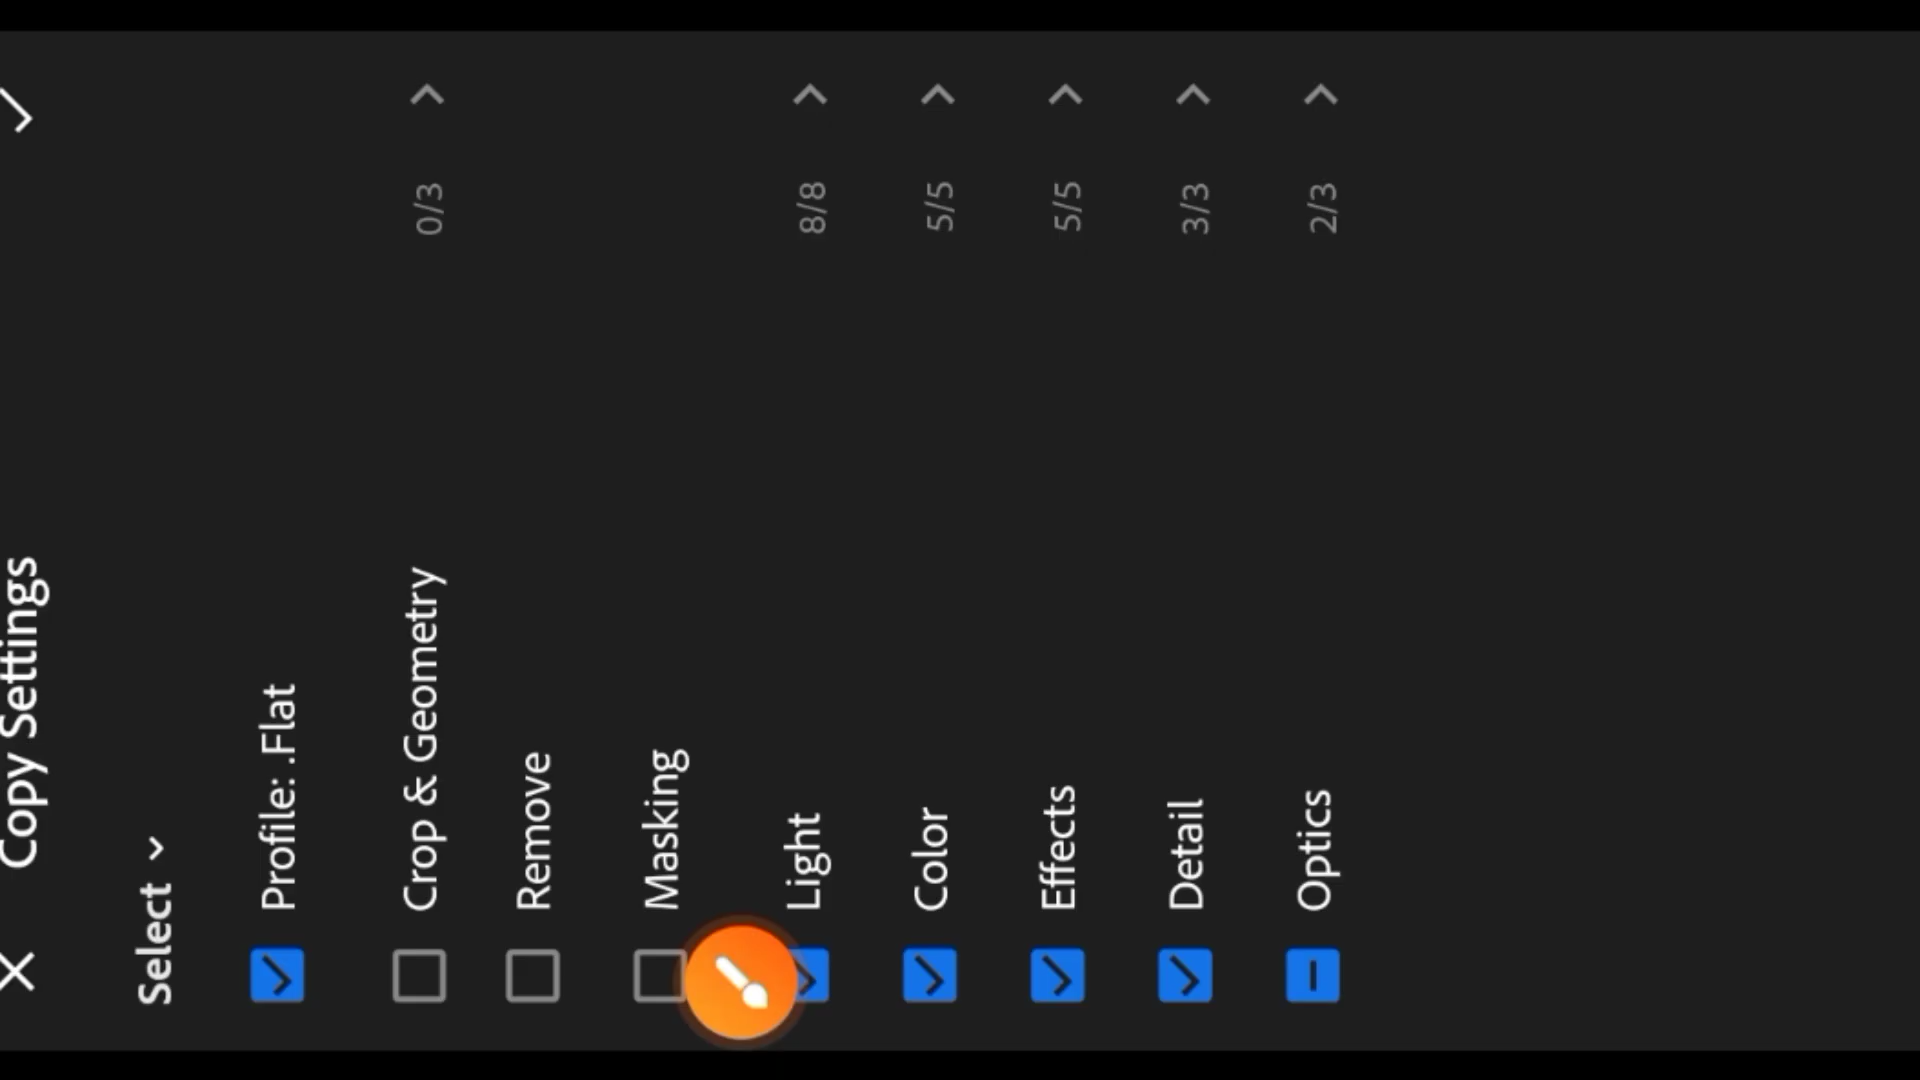 Copy Settings
Select
Profile: .Flat
Crop & Geometry 0/3
Remove
Masking
Light 8/8
Color 5/5
Effects 5/5
Detail 3/3
Optics 2/3